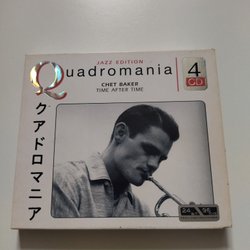 JAZZ EDITION
Quadromania
4
CD
CHET BAKER
TIME AFTER TIME
クアドロマニア